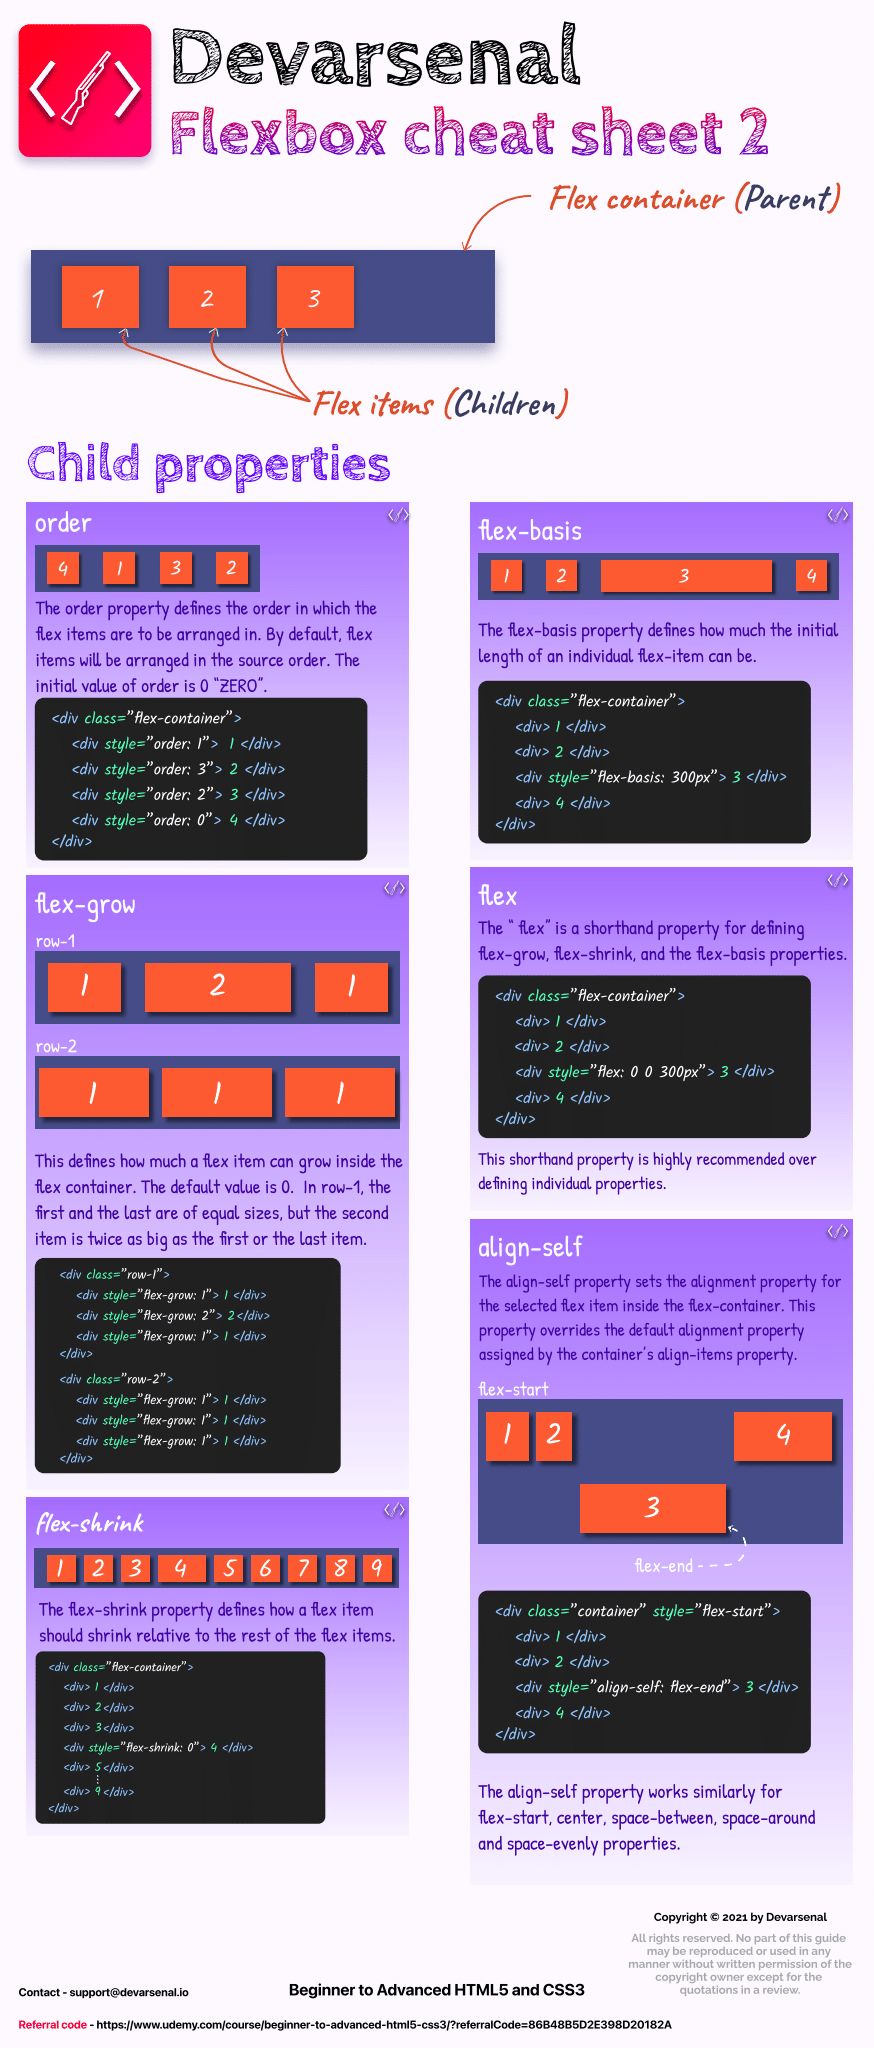 Devarsenal
Flexbox cheat sheet 2
Flex container (Parent)
1 2 3
Flex items (Children)
Child properties
order
4 1 3 2
The order property defines the order in which the
flex items are to be arranged in. By default, flex
items will be arranged in the source order. The
initial value of order is 0 “ZERO”.
<div class=”flex-container”>
<div style=”order: 1”> 1 </div>
<div style=”order: 3”> 2 </div>
<div style=”order: 2”> 3 </div>
<div style=”order: 0”> 4 </div>
</div>
flex-grow
row-1
1 2 1
row-2
1 1 1
This defines how much a flex item can grow inside the
flex container. The default value is 0. In row-1, the
first and the last are of equal sizes, but the second
item is twice as big as the first or the last item.
<div class=”row-1”>
<div style=”flex-grow: 1”> 1 </div>
<div style=”flex-grow: 2”> 2 </div>
<div style=”flex-grow: 1”> 1 </div>
</div>
<div class=”row-2”>
<div style=”flex-grow: 1”> 1 </div>
<div style=”flex-grow: 1”> 1 </div>
<div style=”flex-grow: 1”> 1 </div>
</div>
flex-shrink
1 2 3 4 5 6 7 8 9
The flex-shrink property defines how a flex item
should shrink relative to the rest of the flex items.
<div class=”flex-container”>
<div> 1 </div>
<div> 2 </div>
<div> 3 </div>
<div style=”flex-shrink: 0”> 4 </div>
<div> 5 </div>
⋮
<div> 9 </div>
</div>
flex-basis
1 2 3 4
The flex-basis property defines how much the initial
length of an individual flex-item can be.
<div class=”flex-container”>
<div> 1 </div>
<div> 2 </div>
<div style=”flex-basis: 300px”> 3 </div>
<div> 4 </div>
</div>
flex
The “ flex” is a shorthand property for defining
flex-grow, flex-shrink, and the flex-basis properties.
<div class=”flex-container”>
<div> 1 </div>
<div> 2 </div>
<div style=”flex: 0 0 300px”> 3 </div>
<div> 4 </div>
</div>
This shorthand property is highly recommended over
defining individual properties.
align-self
The align-self property sets the alignment property for
the selected flex item inside the flex-container. This
property overrides the default alignment property
assigned by the container’s align-items property.
flex-start
1 2 4
3
flex-end
<div class=”container” style=”flex-start”>
<div> 1 </div>
<div> 2 </div>
<div style=”align-self: flex-end”> 3 </div>
<div> 4 </div>
</div>
The align-self property works similarly for
flex-start, center, space-between, space-around
and space-evenly properties.
Copyright © 2021 by Devarsenal
All rights reserved. No part of this guide
may be reproduced or used in any
manner without written permission of the
copyright owner except for the
quotations in a review.
Contact - support@devarsenal.io
Beginner to Advanced HTML5 and CSS3
Referral code - https://www.udemy.com/course/beginner-to-advanced-html5-css3/?referralCode=86B48B5D2E398D20182A